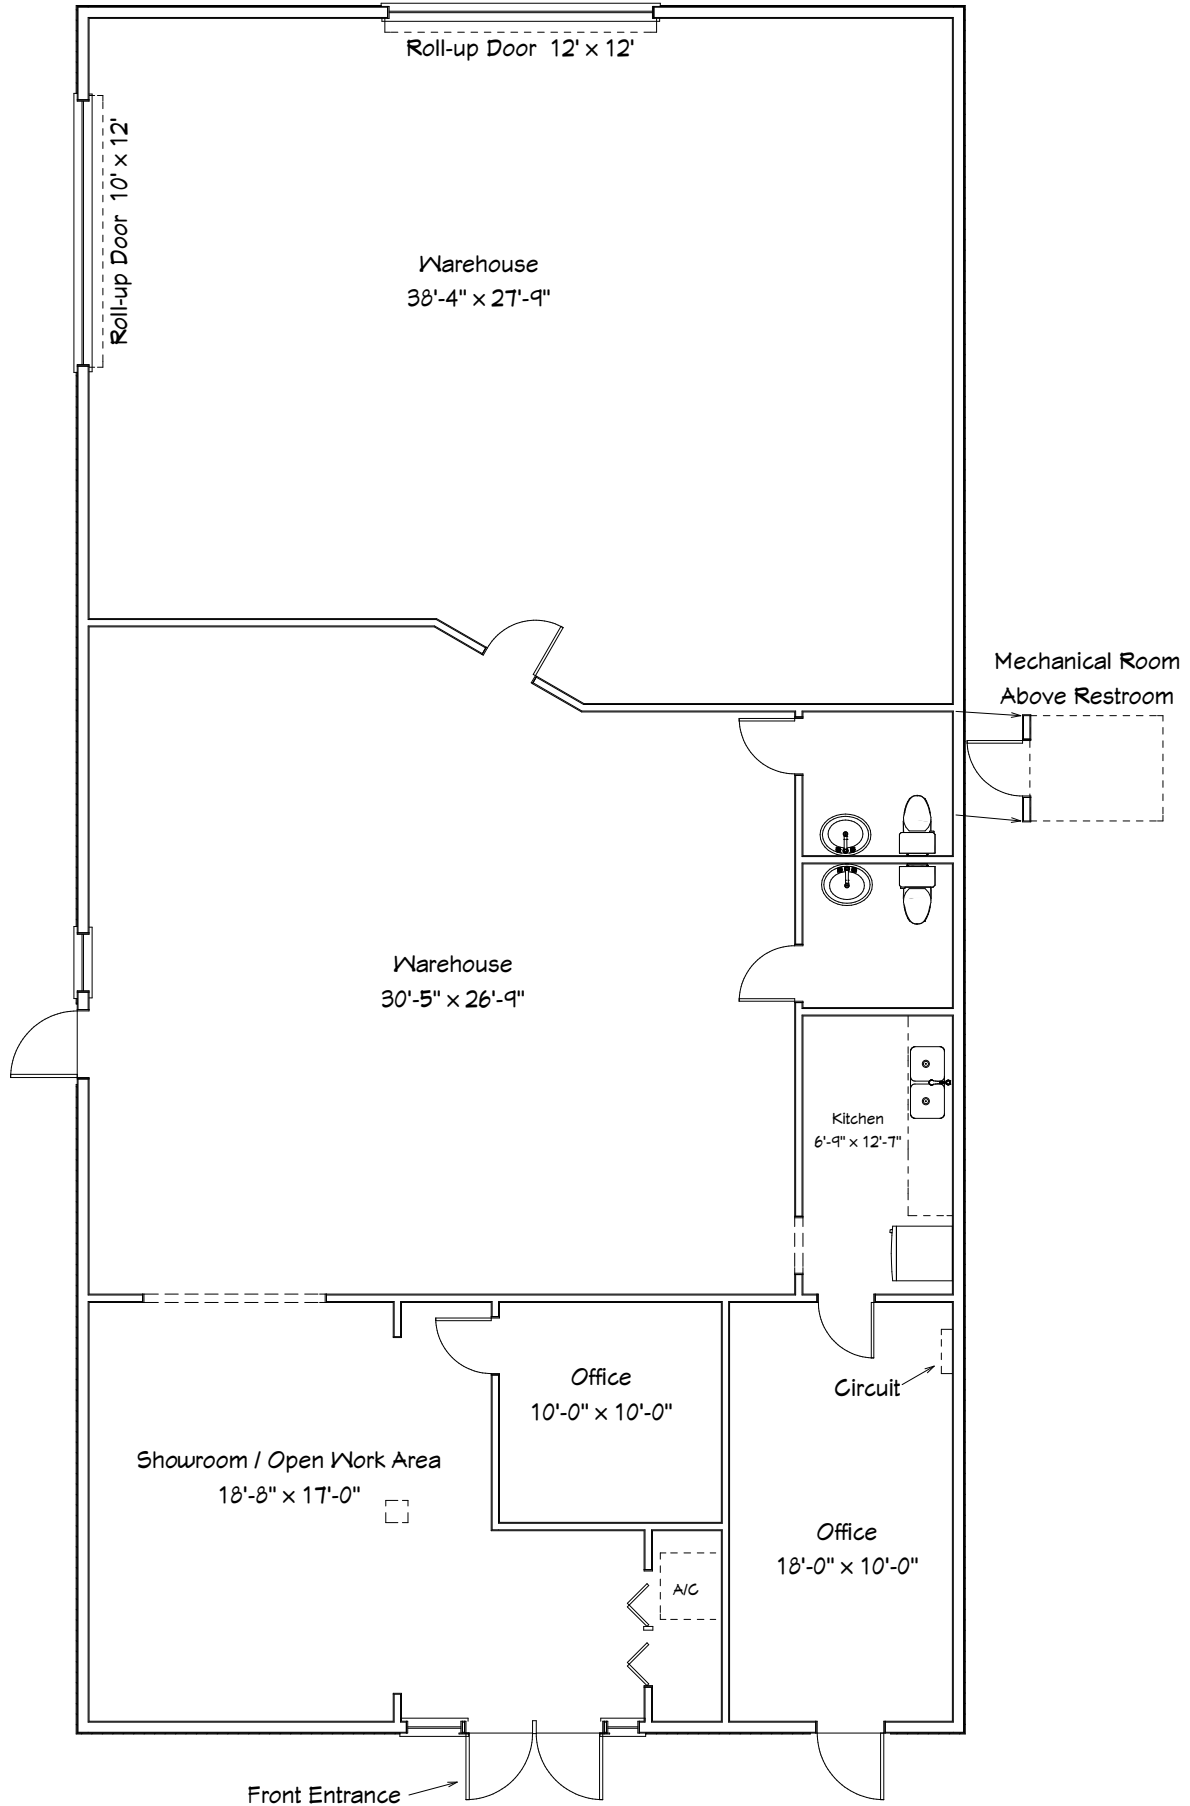 Roll-up Door 12' x 12'
Roll-up Door 10' x 12'
Warehouse
38'-4" x 27'-9"
Mechanical Room
Above Restroom
Warehouse
30'-5" x 26'-9"
Kitchen
6'-9" x 12'-7"
Office
10'-0" x 10'-0"
Circuit
Showroom / Open Work Area
18'-8" x 17'-0"
Office
18'-0" x 10'-0"
A/C
Front Entrance